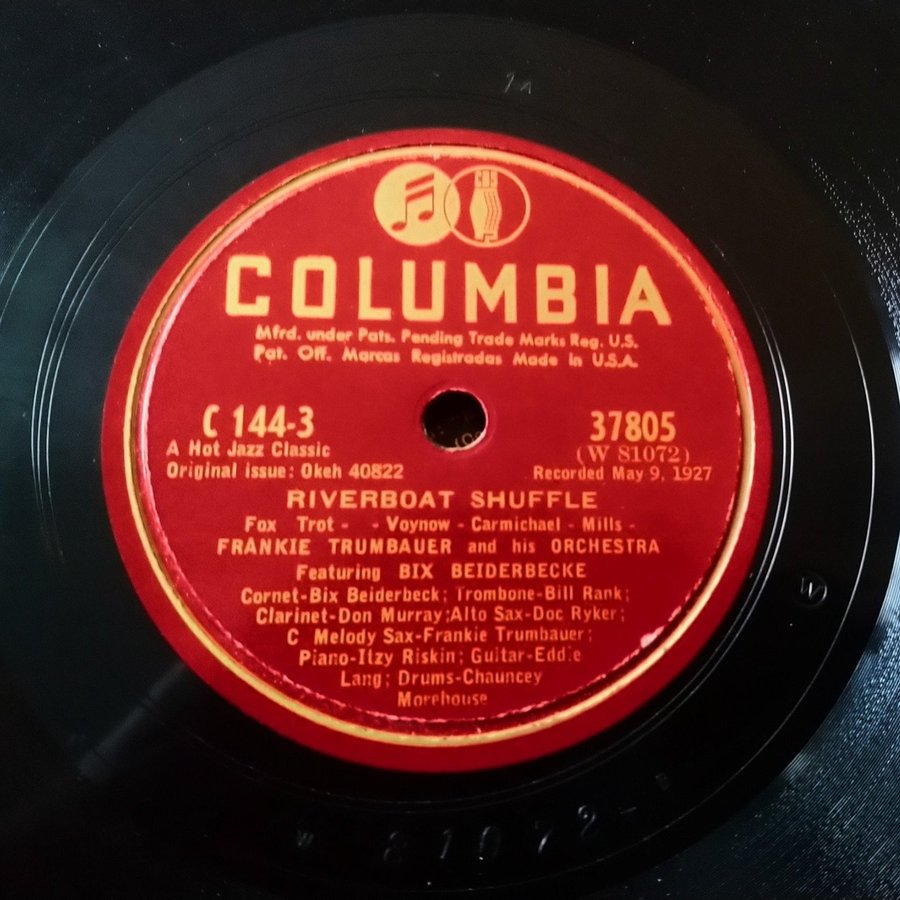 1A
CBS
COLUMBIA
Mfrd. under Pats. Pending Trade Marks Reg. U.S.
Pat. Off. Marcas Registradas Made in U.S.A.
C 144-3 37805
A Hot Jazz Classic (W 81072)
Original issue: Okeh 40822 Recorded May 9, 1927
RIVERBOAT SHUFFLE
Fox Trot - - Voynow - Carmichael - Mills -
FRANKIE TRUMBAUER and his ORCHESTRA
Featuring BIX BEIDERBECKE
Cornet-Bix Beiderbeck; Trombone-Bill Rank;
Clarinet-Don Murray; Alto Sax-Doc Ryker;
C Melody Sax-Frankie Trumbauer;
Piano-Itzy Riskin; Guitar-Eddie
Lang; Drums-Chauncey
Morehouse
W
W 81072-B